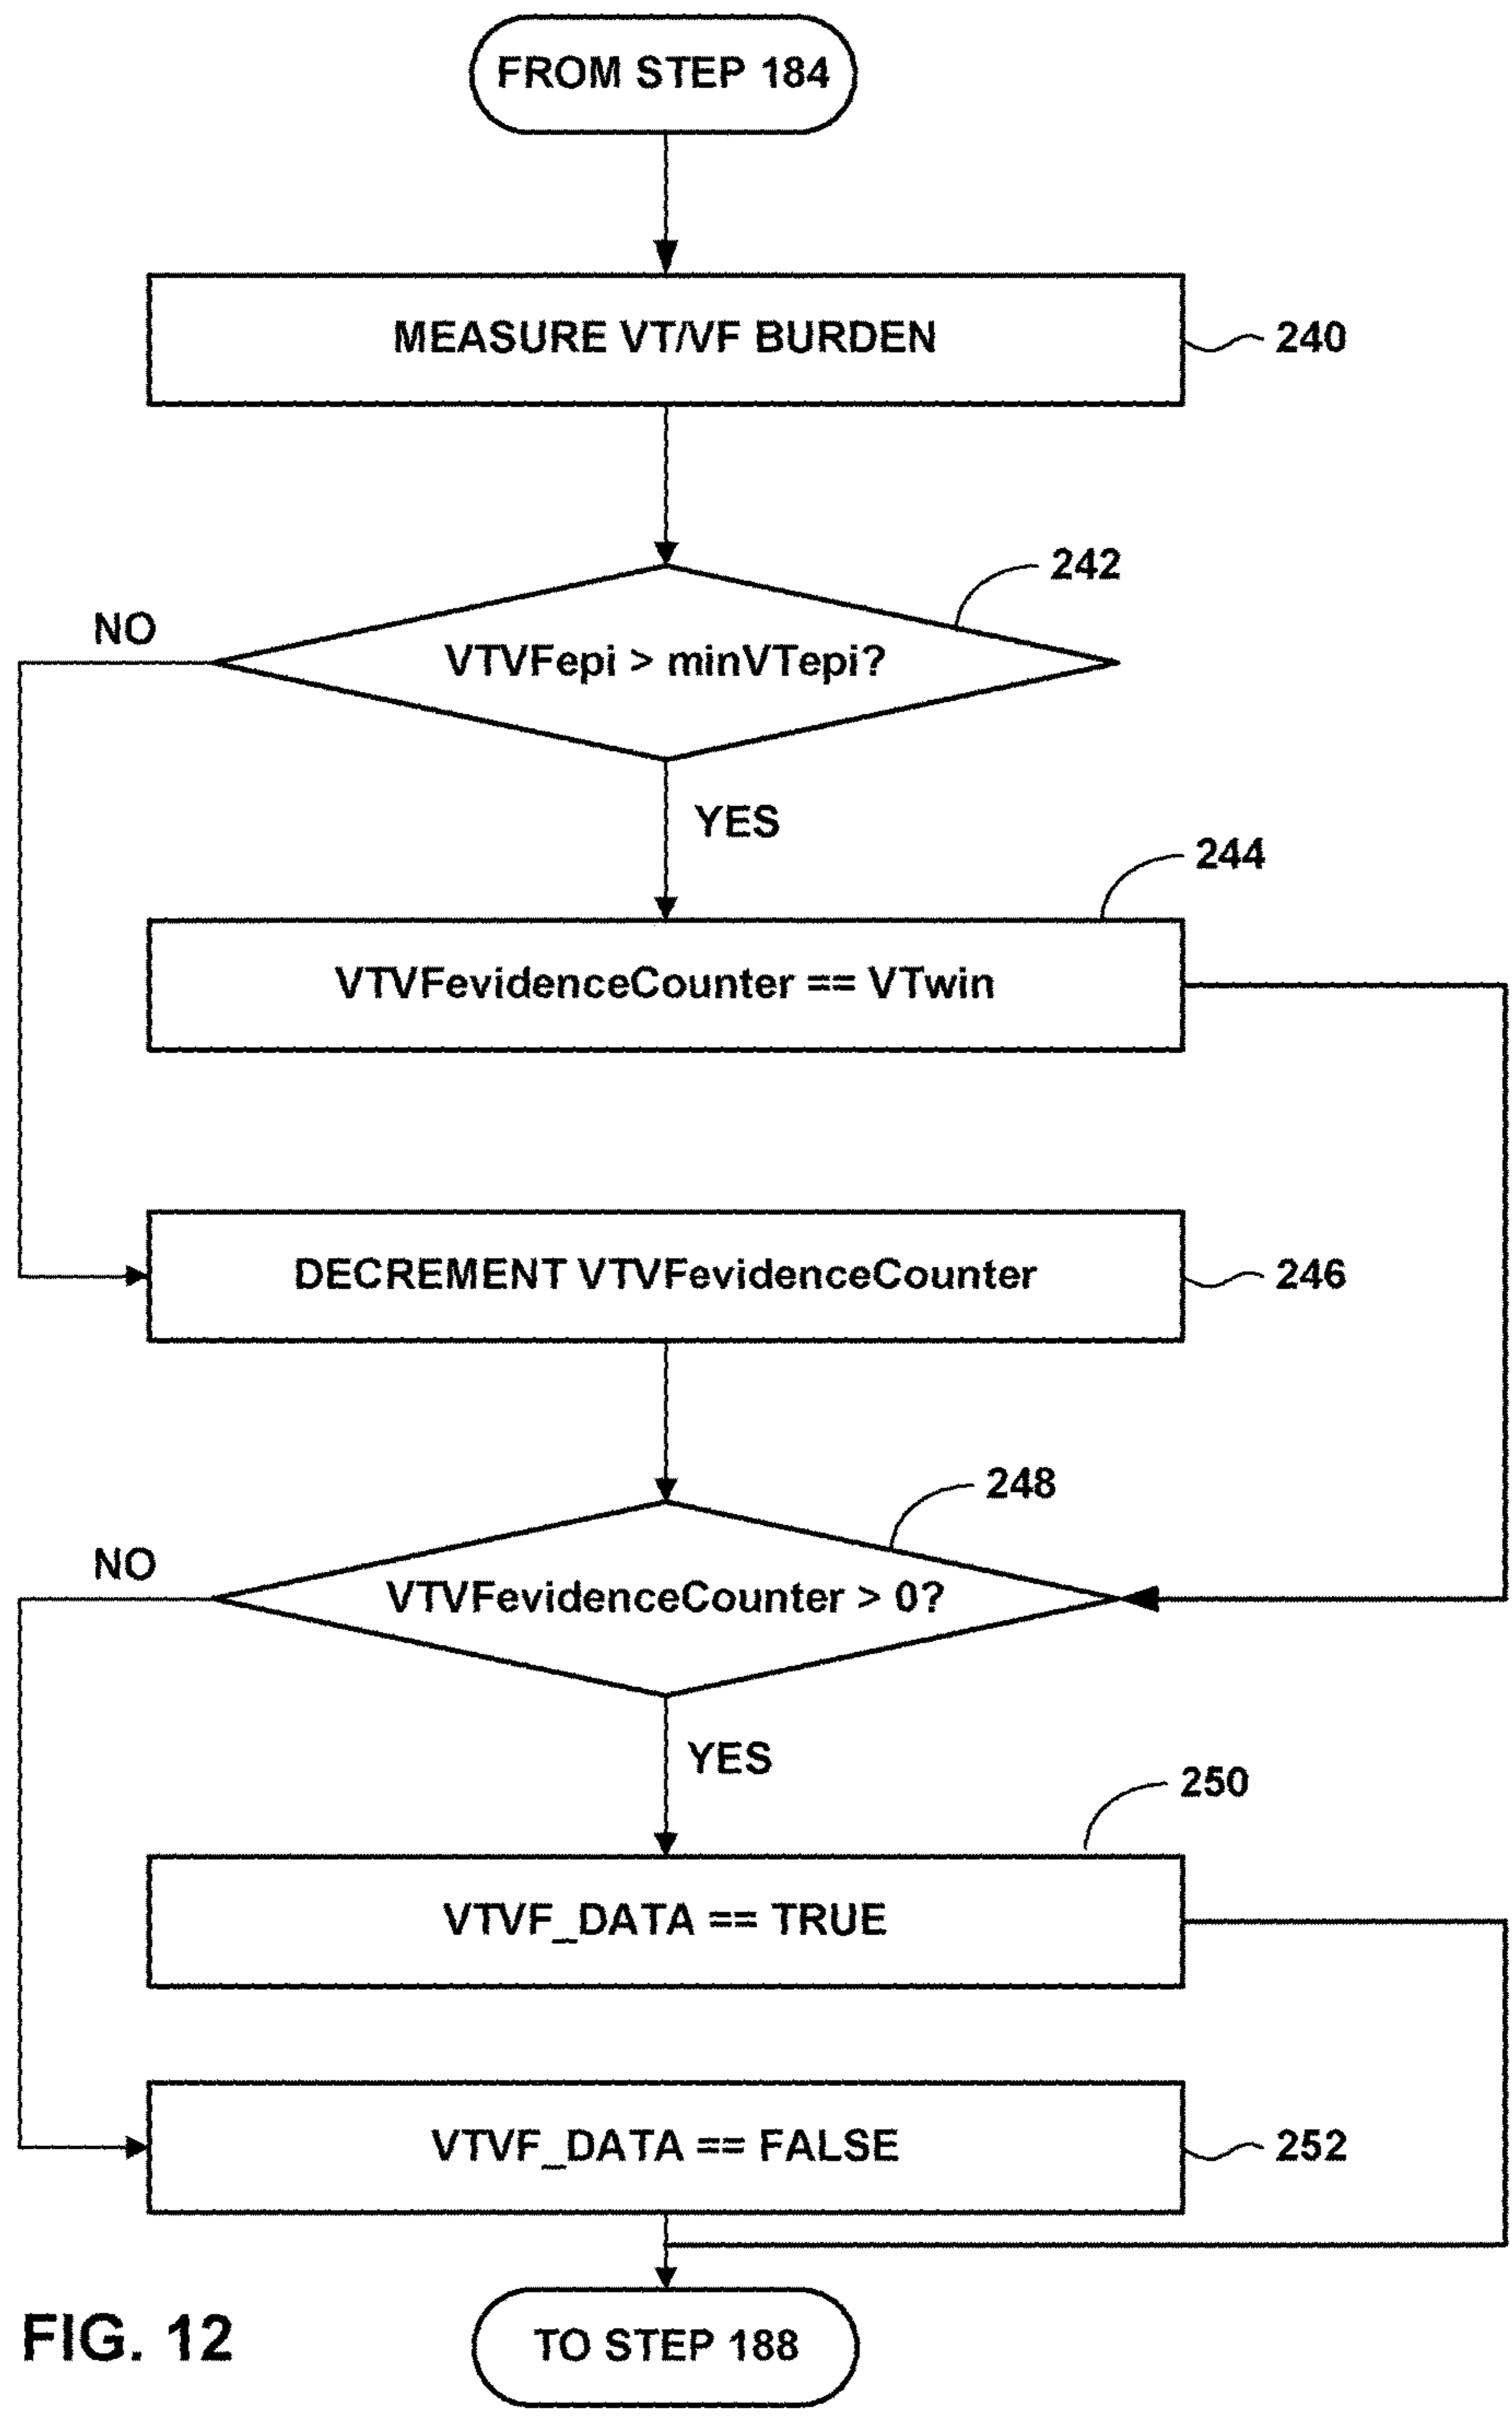 FROM STEP 184
MEASURE VT/VF BURDEN
240
242
NO
VTVFepi > minVTepi?
YES
244
VTVFevidenceCounter == VTwin
DECREMENT VTVFevidenceCounter
246
248
NO
VTVFevidenceCounter > 0?
YES
250
VTVF_DATA == TRUE
VTVF_DATA == FALSE
252
FIG. 12
TO STEP 188